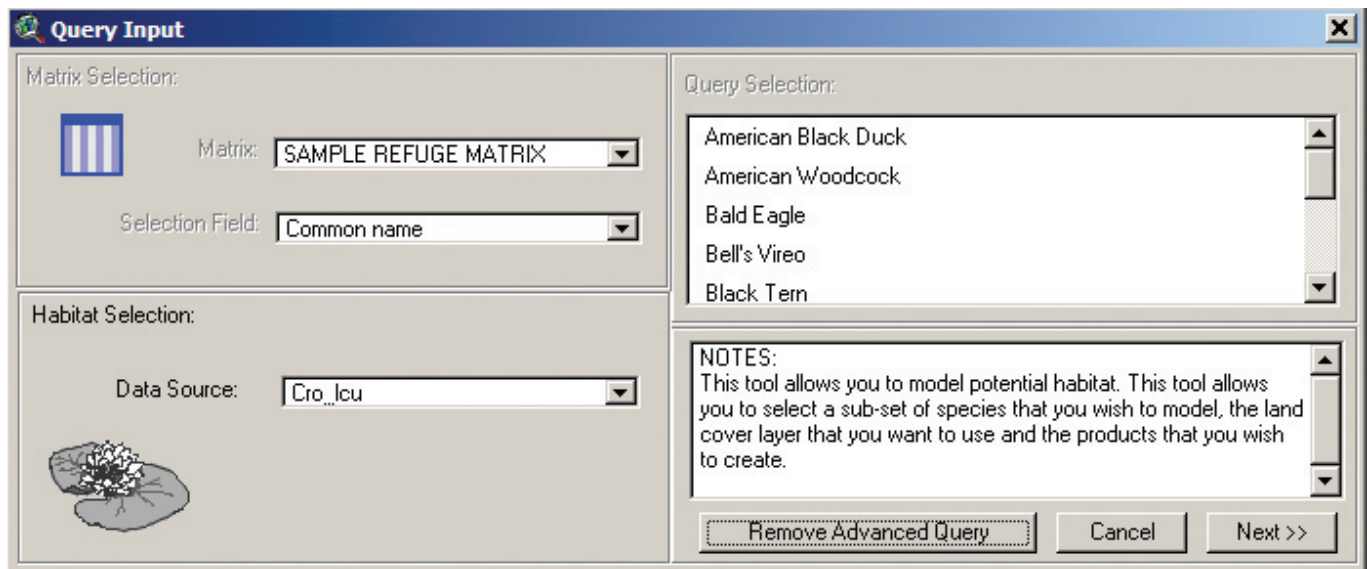 Query Input
Matrix Selection:
Matrix: SAMPLE REFUGE MATRIX
Selection Field: Common name
Habitat Selection:
Data Source: Cro_lcu
Query Selection:
American Black Duck
American Woodcock
Bald Eagle
Bell's Vireo
Black Tern
NOTES:
This tool allows you to model potential habitat. This tool allows
you to select a sub-set of species that you wish to model, the land
cover layer that you want to use and the products that you wish
to create.
Remove Advanced Query Cancel Next >>